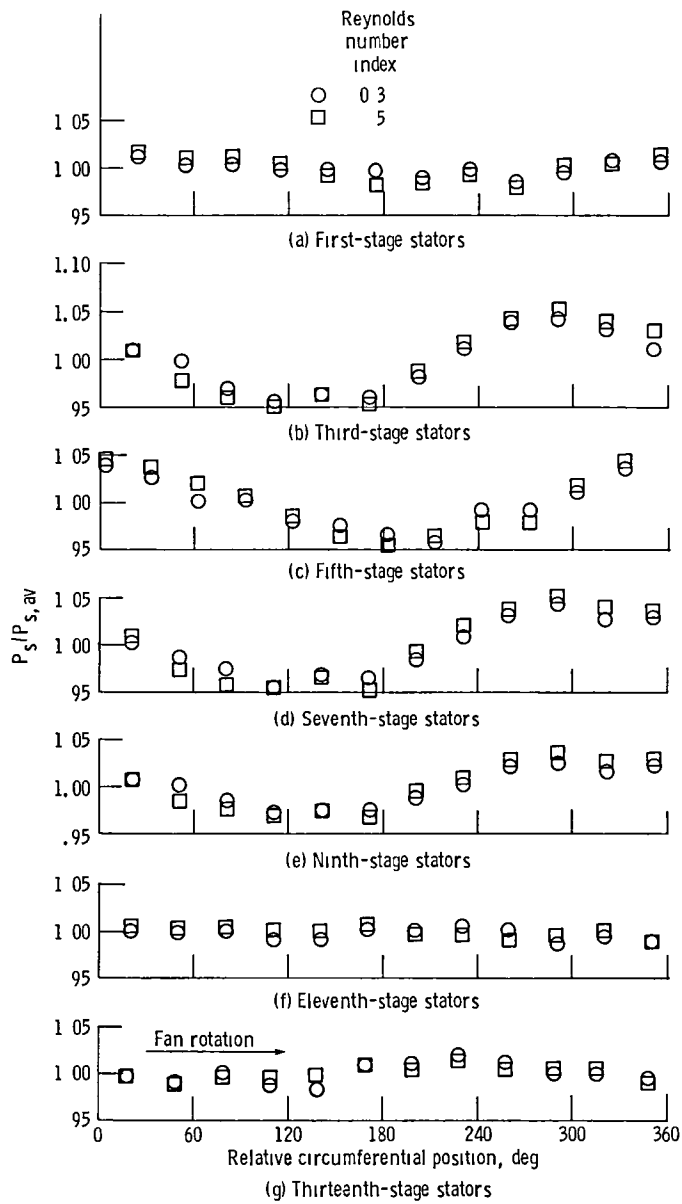 Reynolds
number
index
0 3
5
1 05
1 00
95
(a) First-stage stators
1.10
1.05
1 00
95
(b) Third-stage stators
1 05
1 00
95
(c) Fifth-stage stators
Ps/Ps, av
1 05
1 00
95
(d) Seventh-stage stators
1 05
1.00
.95
(e) Ninth-stage stators
1 05
1 00
95
(f) Eleventh-stage stators
Fan rotation
1 05
1 00
95
0 60 120 180 240 300 360
Relative circumferential position, deg
(g) Thirteenth-stage stators